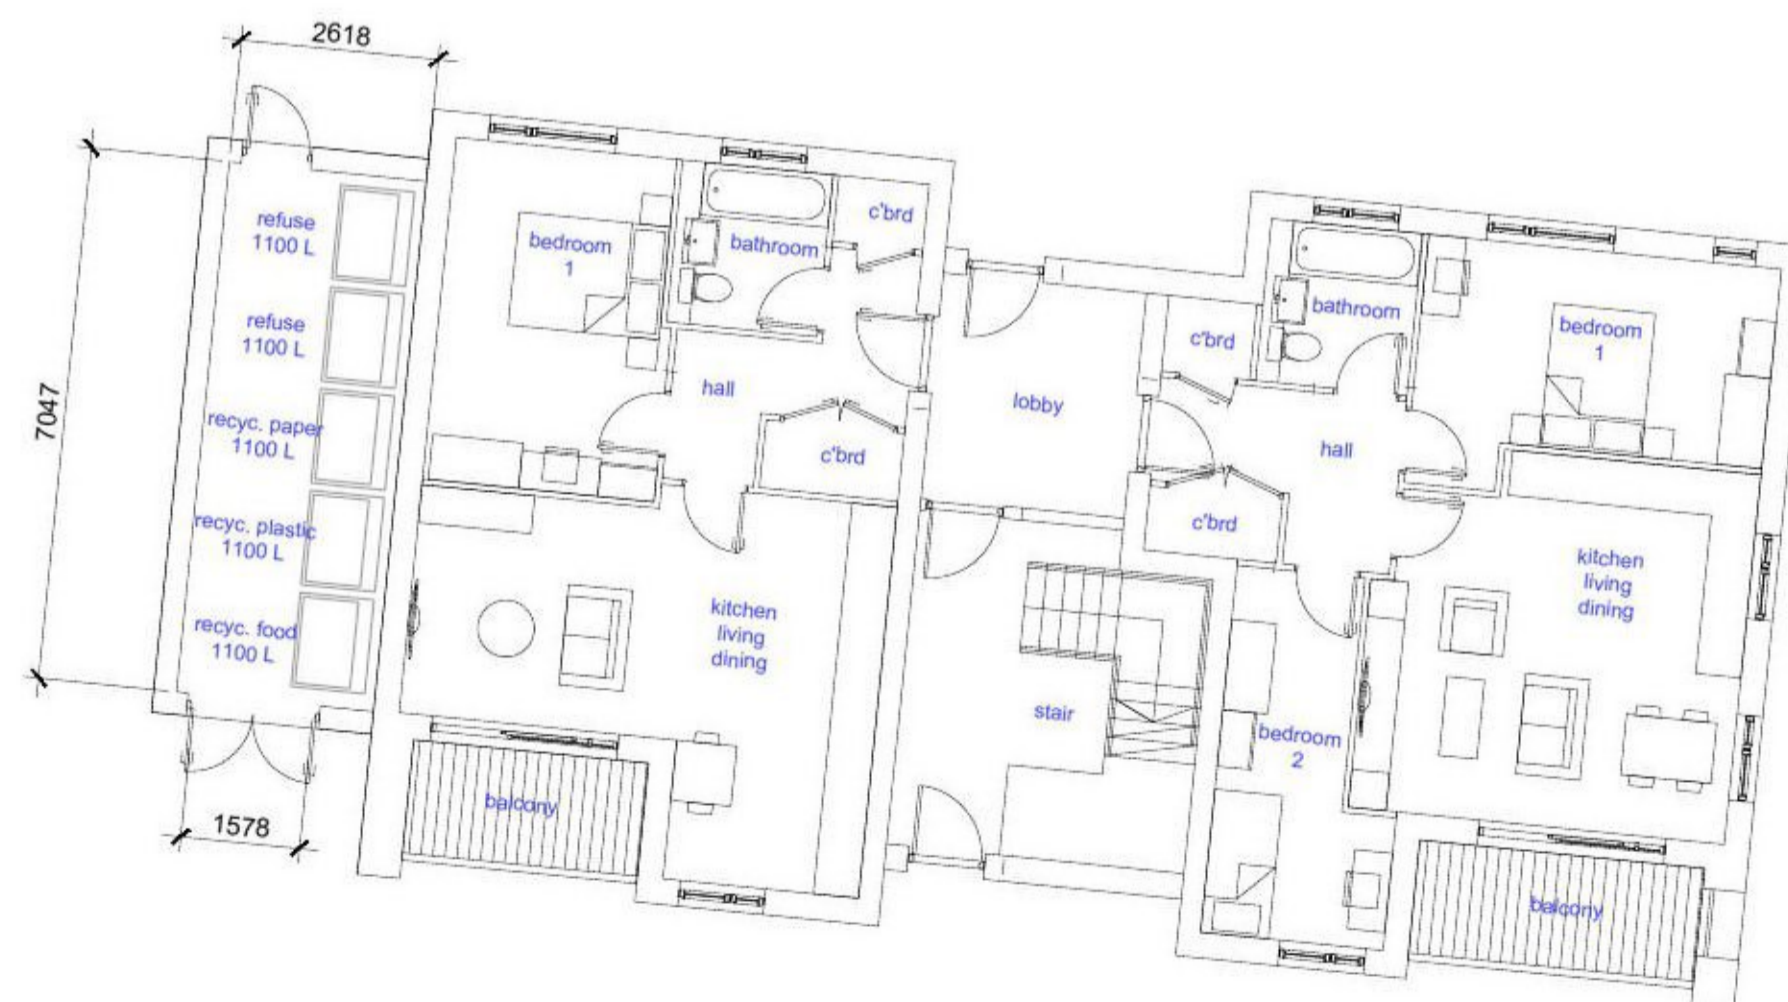 2618
refuse
1100 L
refuse
1100 L
recyc. paper
1100 L
recyc. plastic
1100 L
recyc. food
1100 L
7047
1578
bedroom
1
bathroom
c'brd
hall
c'brd
kitchen
living
dining
balcony
lobby
stair
c'brd
bathroom
bedroom
1
hall
c'brd
kitchen
living
dining
bedroom
2
balcony